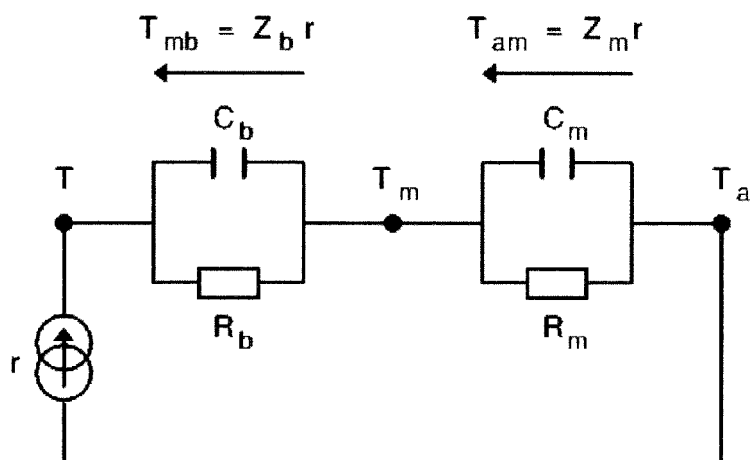 T_mb = Z_b r
T_am = Z_m r
C_b
C_m
T
T_m
T_a
R_b
R_m
r